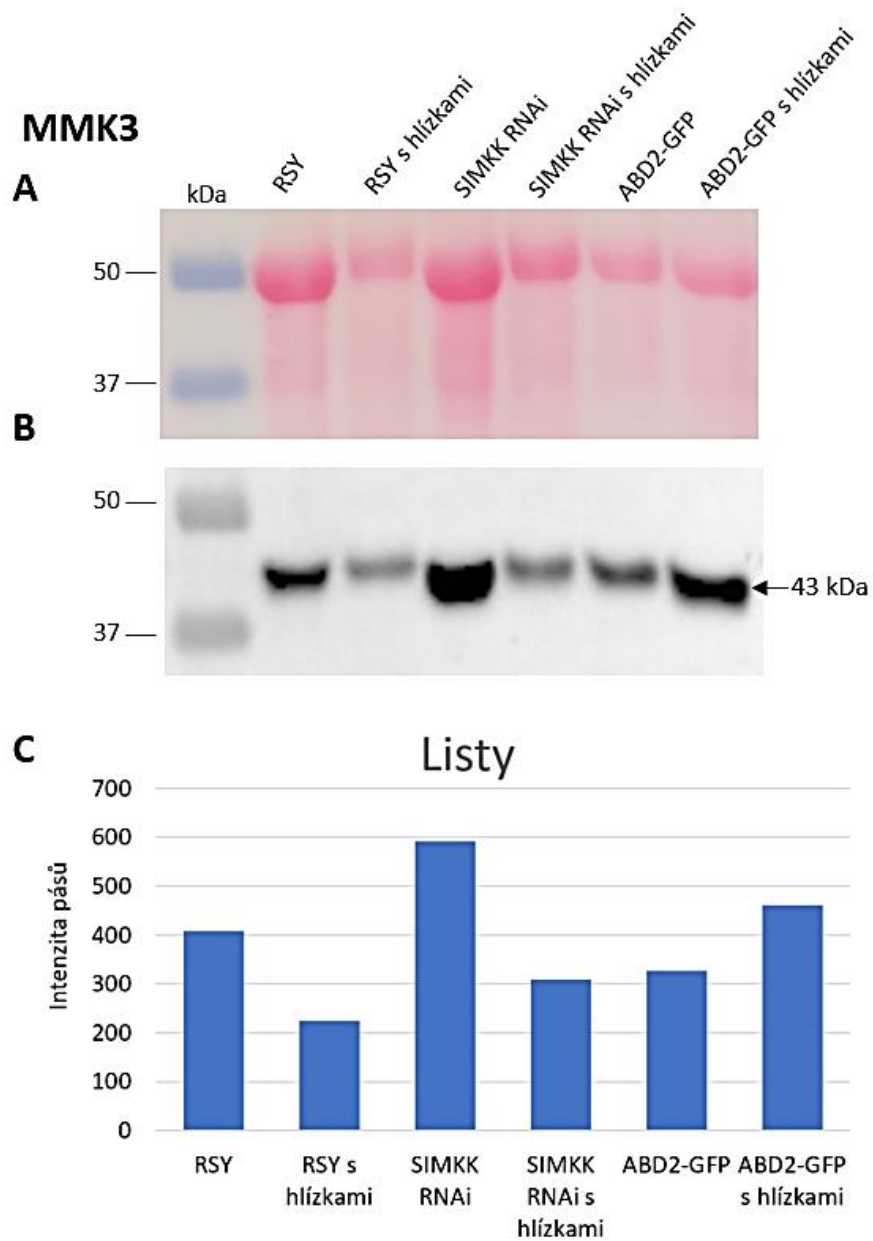 MMK3
RSY
RSY s hlízkami
SIMKK RNAi
SIMKK RNAi s hlízkami
ABD2-GFP
ABD2-GFP s hlízkami
A
kDa
50
37
B
50
37
43 kDa
C
Listy
Intenzita pásů
700
600
500
400
300
200
100
0
RSY
RSY s
hlízkami
SIMKK
RNAi
SIMKK
RNAi s
hlízkami
ABD2-GFP
ABD2-GFP
s hlízkami